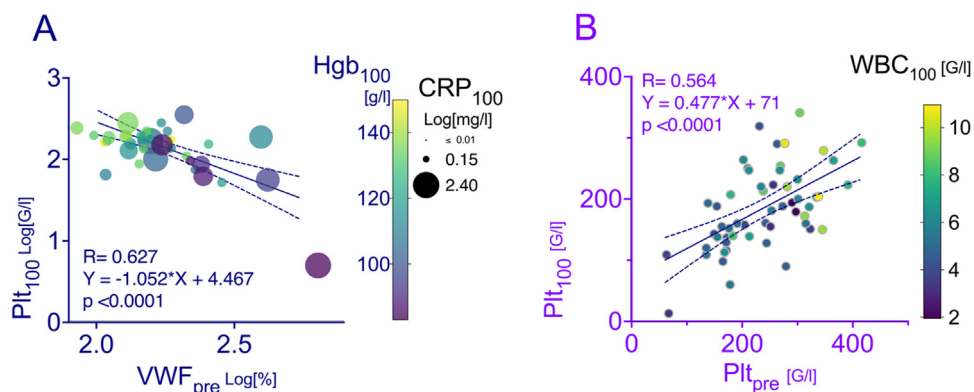 A
Hgb100
[g/l]
CRP100
Log[mg/l]
≤ 0.01
0.15
2.40
140
120
100
3
2
1
0
2.0
2.5
Plt100 Log[G/l]
VWFpre Log[%]
R= 0.627
Y = -1.052*X + 4.467
p <0.0001
B
WBC100 [G/l]
10
8
6
4
2
400
200
0
0
200
400
Plt100 [G/l]
Pltpre [G/l]
R= 0.564
Y = 0.477*X + 71
p <0.0001